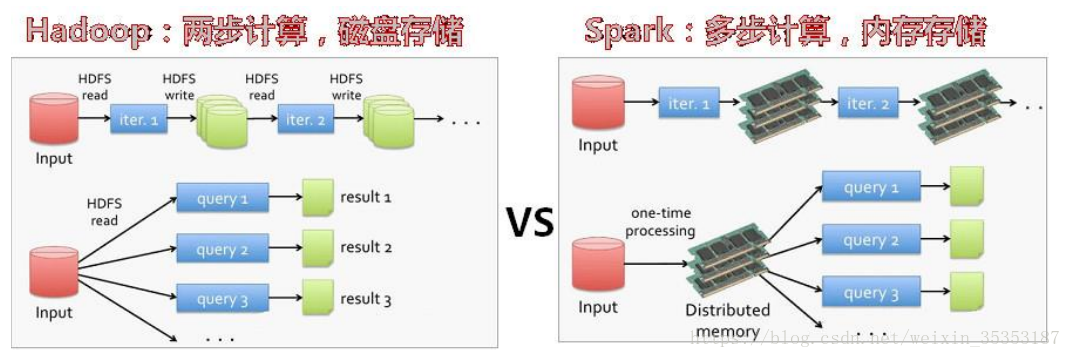 Hadoop：两步计算，磁盘存储
HDFS read
HDFS write
HDFS read
HDFS write
iter. 1
iter. 2
. . .
Input
HDFS read
query 1
result 1
query 2
result 2
query 3
result 3
Input
. . .
VS
Spark：多步计算，内存存储
iter. 1
iter. 2
. .
Input
one-time
processing
query 1
query 2
query 3
Input
Distributed
memory
. . .
https://blog.csdn.net/weixin_35353187